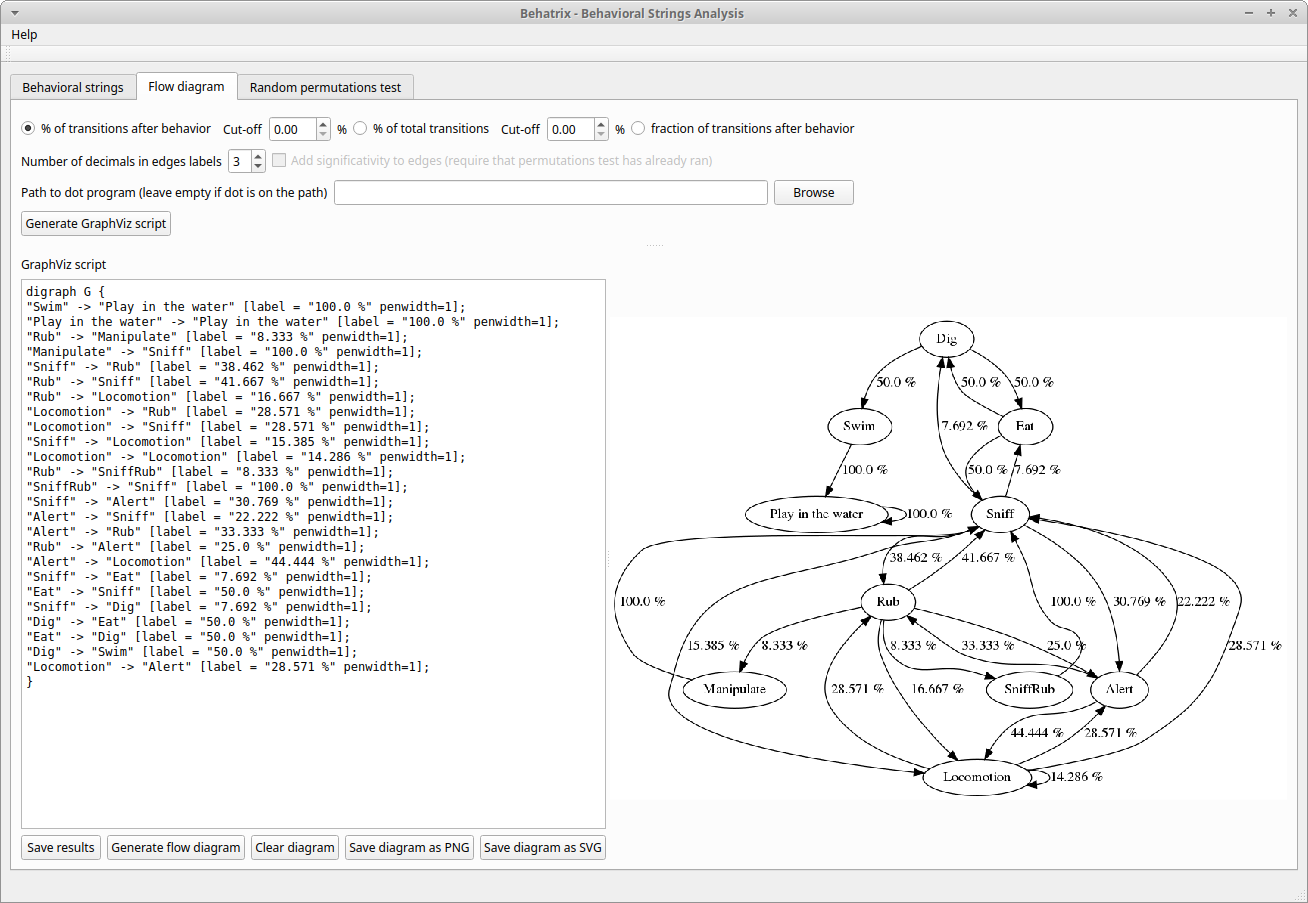 Behatrix - Behavioral Strings Analysis
Help
Behavioral strings Flow diagram Random permutations test
% of transitions after behavior Cut-off 0.00 % % of total transitions Cut-off 0.00 % fraction of transitions after behavior
Number of decimals in edges labels 3 Add significativity to edges (require that permutations test has already ran)
Path to dot program (leave empty if dot is on the path) Browse
Generate GraphViz script
GraphViz script
digraph G {
"Swim" -> "Play in the water" [label = "100.0 %" penwidth=1];
"Play in the water" -> "Play in the water" [label = "100.0 %" penwidth=1];
"Rub" -> "Manipulate" [label = "8.333 %" penwidth=1];
"Manipulate" -> "Sniff" [label = "100.0 %" penwidth=1];
"Sniff" -> "Rub" [label = "38.462 %" penwidth=1];
"Rub" -> "Sniff" [label = "41.667 %" penwidth=1];
"Rub" -> "Locomotion" [label = "16.667 %" penwidth=1];
"Locomotion" -> "Rub" [label = "28.571 %" penwidth=1];
"Locomotion" -> "Sniff" [label = "28.571 %" penwidth=1];
"Sniff" -> "Locomotion" [label = "15.385 %" penwidth=1];
"Locomotion" -> "Locomotion" [label = "14.286 %" penwidth=1];
"Rub" -> "SniffRub" [label = "8.333 %" penwidth=1];
"SniffRub" -> "Sniff" [label = "100.0 %" penwidth=1];
"Sniff" -> "Alert" [label = "30.769 %" penwidth=1];
"Alert" -> "Sniff" [label = "22.222 %" penwidth=1];
"Alert" -> "Rub" [label = "33.333 %" penwidth=1];
"Rub" -> "Alert" [label = "25.0 %" penwidth=1];
"Alert" -> "Locomotion" [label = "44.444 %" penwidth=1];
"Sniff" -> "Eat" [label = "7.692 %" penwidth=1];
"Eat" -> "Sniff" [label = "50.0 %" penwidth=1];
"Sniff" -> "Dig" [label = "7.692 %" penwidth=1];
"Dig" -> "Eat" [label = "50.0 %" penwidth=1];
"Eat" -> "Dig" [label = "50.0 %" penwidth=1];
"Dig" -> "Swim" [label = "50.0 %" penwidth=1];
"Locomotion" -> "Alert" [label = "28.571 %" penwidth=1];
}
Dig
50.0 % 50.0 % 50.0 %
Swim 7.692 % Eat
100.0 % 50.0 % 7.692 %
Play in the water 100.0 % Sniff
38.462 % 41.667 %
100.0 % Rub 100.0 % 30.769 % 22.222 %
15.385 % 8.333 % 8.333 % 33.333 % 25.0 % 28.571 %
Manipulate 28.571 % 16.667 % SniffRub Alert
44.444 % 28.571 %
Locomotion 14.286 %
Save results Generate flow diagram Clear diagram Save diagram as PNG Save diagram as SVG